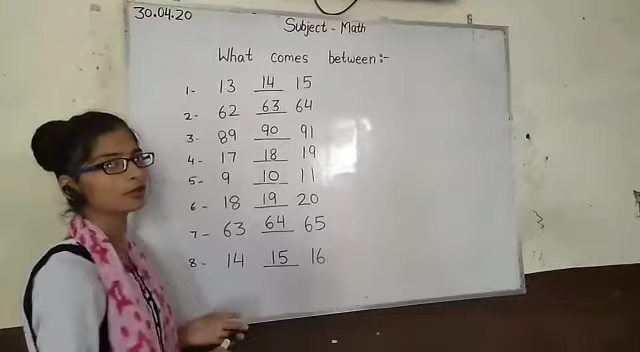 30.04.20
Subject - Math
What comes between:-
1- 13 14 15
2- 62 63 64
3- 89 90 91
4- 17 18 19
5- 9 10 11
6- 18 19 20
7- 63 64 65
8- 14 15 16